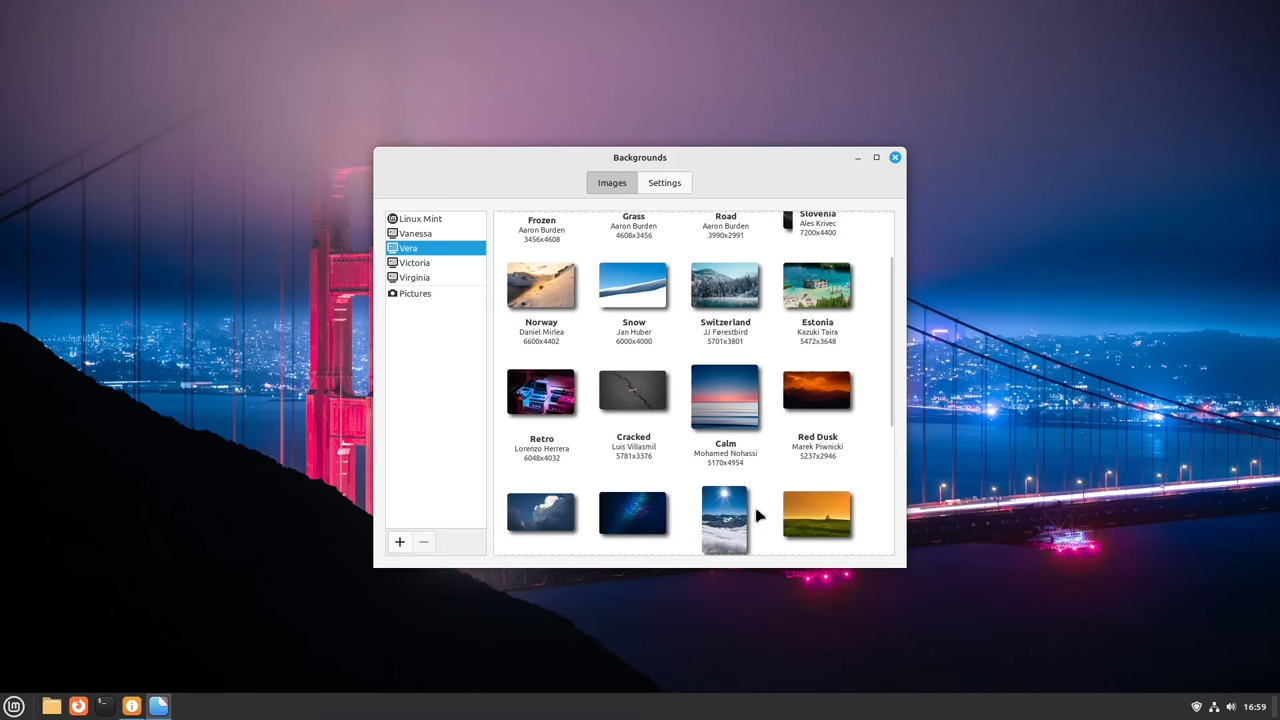 Backgrounds
Images
Settings
Linux Mint
Vanessa
Vera
Victoria
Virginia
Pictures
Frozen
Aaron Burden
3456x4608
Grass
Aaron Burden
4608x3456
Road
Aaron Burden
3990x2991
Slovenia
Ales Krivec
7200x4400
Norway
Daniel Mirlea
6600x4402
Snow
Jan Huber
6000x4000
Switzerland
JJ Førestbird
5701x3801
Estonia
Kazuki Taira
5472x3648
Retro
Lorenzo Herrera
6048x4032
Cracked
Luis Villasmil
5781x3376
Calm
Mohamed Nohassi
5170x4954
Red Dusk
Marek Piwnicki
5237x2946
16:59